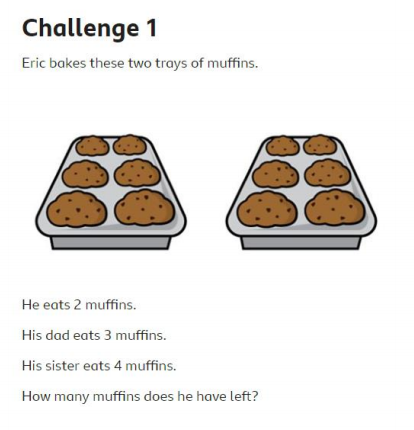 Challenge 1
Eric bakes these two trays of muffins.
He eats 2 muffins.
His dad eats 3 muffins.
His sister eats 4 muffins.
How many muffins does he have left?